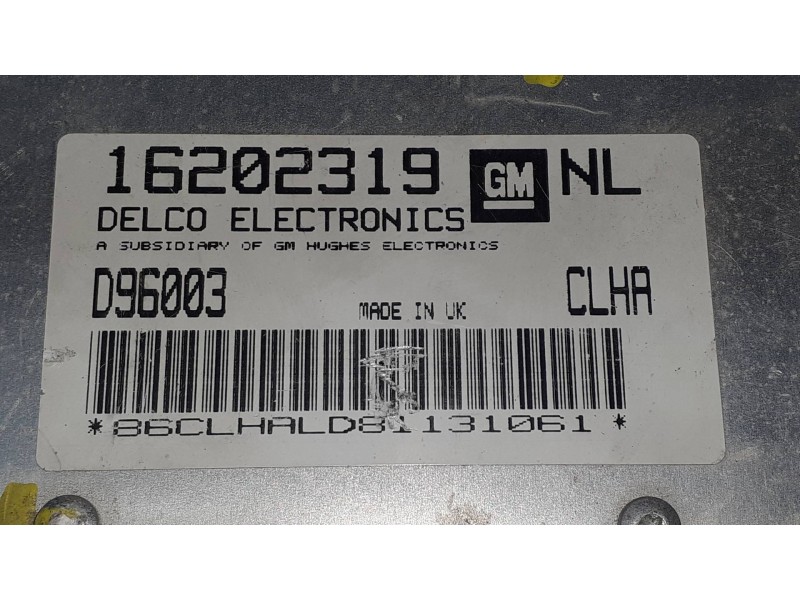 16202319 GM NL
DELCO ELECTRONICS
A SUBSIDIARY OF GM HUGHES ELECTRONICS
D96003 MADE IN UK CLHA
*86CLHALD81131061*